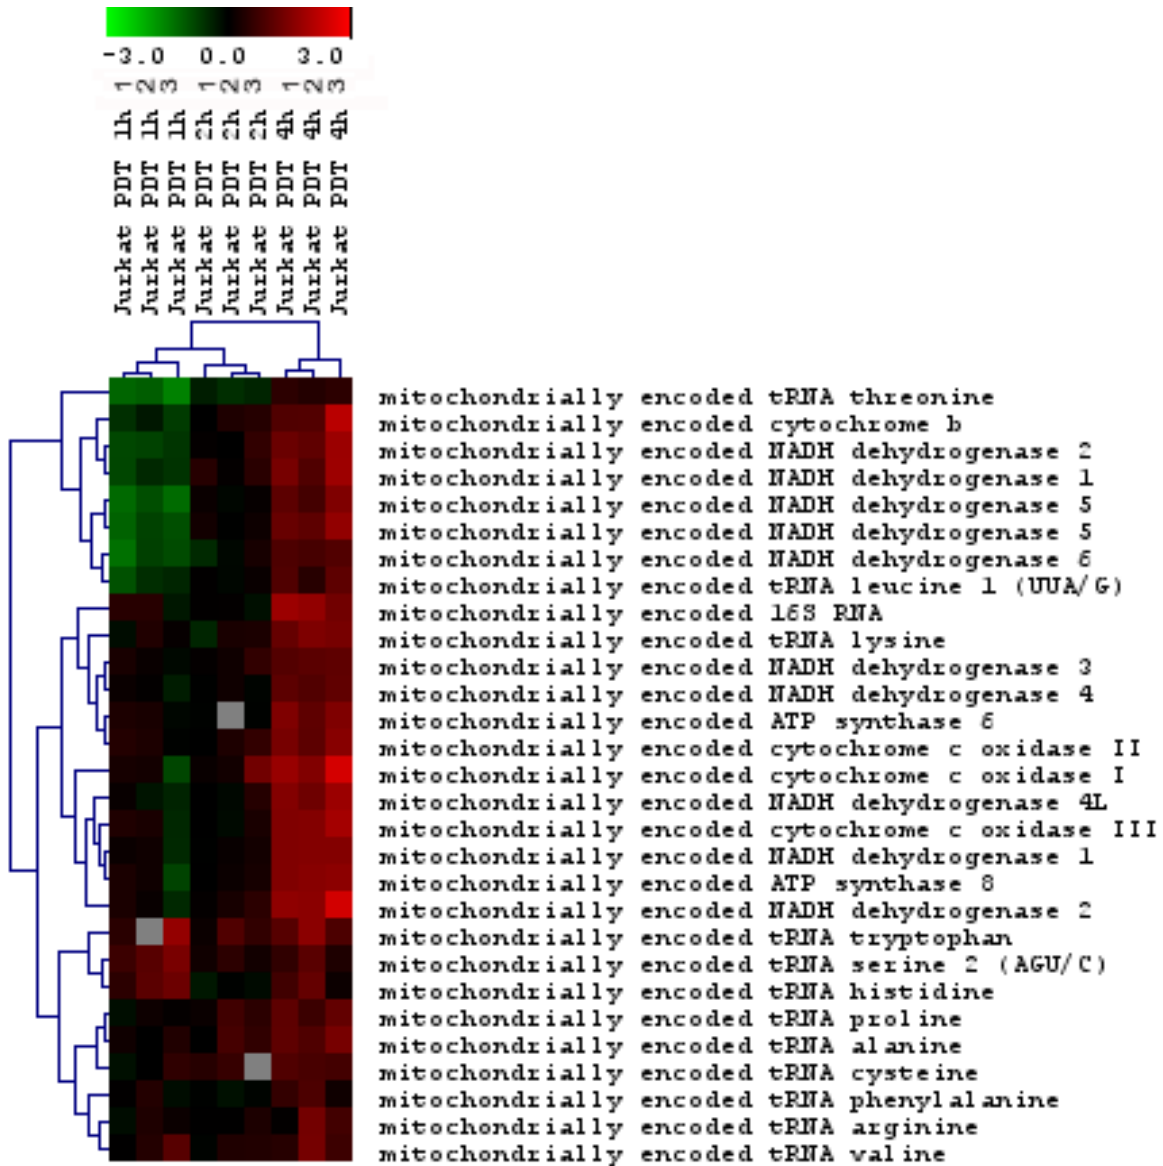 -3.0 0.0 3.0
Jurkat PDT 1h 1
Jurkat PDT 1h 2
Jurkat PDT 1h 3
Jurkat PDT 2h 1
Jurkat PDT 2h 2
Jurkat PDT 2h 3
Jurkat PDT 4h 1
Jurkat PDT 4h 2
Jurkat PDT 4h 3
mitochondrially encoded tRNA threonine
mitochondrially encoded cytochrome b
mitochondrially encoded NADH dehydrogenase 2
mitochondrially encoded NADH dehydrogenase 1
mitochondrially encoded NADH dehydrogenase 5
mitochondrially encoded NADH dehydrogenase 5
mitochondrially encoded NADH dehydrogenase 6
mitochondrially encoded tRNA leucine 1 (UUA/G)
mitochondrially encoded 16S RNA
mitochondrially encoded tRNA lysine
mitochondrially encoded NADH dehydrogenase 3
mitochondrially encoded NADH dehydrogenase 4
mitochondrially encoded ATP synthase 6
mitochondrially encoded cytochrome c oxidase II
mitochondrially encoded cytochrome c oxidase I
mitochondrially encoded NADH dehydrogenase 4L
mitochondrially encoded cytochrome c oxidase III
mitochondrially encoded NADH dehydrogenase 1
mitochondrially encoded ATP synthase 8
mitochondrially encoded NADH dehydrogenase 2
mitochondrially encoded tRNA tryptophan
mitochondrially encoded tRNA serine 2 (AGU/C)
mitochondrially encoded tRNA histidine
mitochondrially encoded tRNA proline
mitochondrially encoded tRNA alanine
mitochondrially encoded tRNA cysteine
mitochondrially encoded tRNA phenylalanine
mitochondrially encoded tRNA arginine
mitochondrially encoded tRNA valine